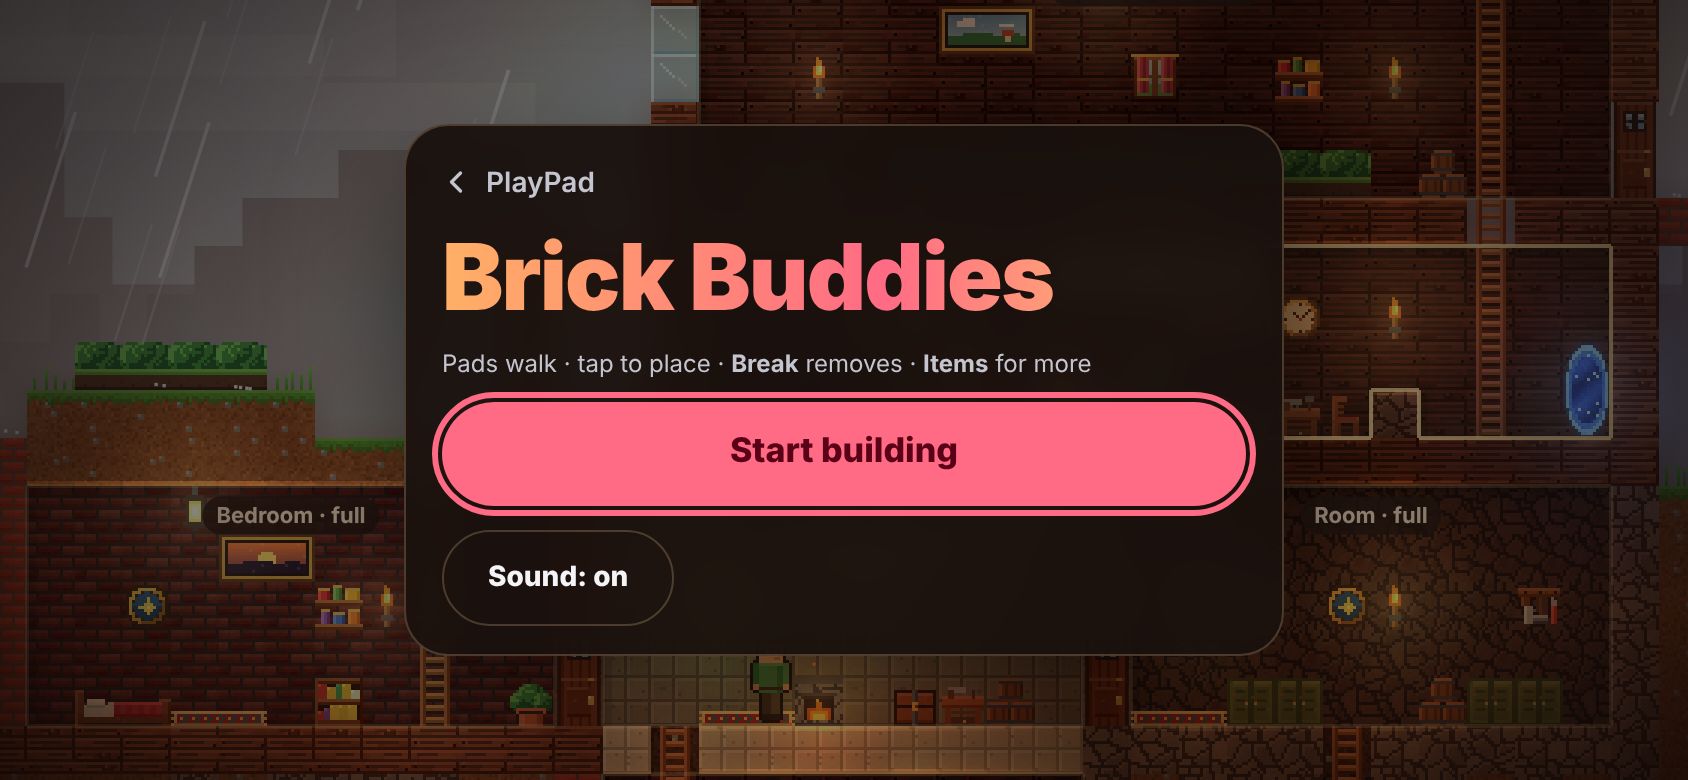 PlayPad
Brick Buddies
Pads walk · tap to place · Break removes · Items for more
Start building
Bedroom · full
Room · full
Sound: on